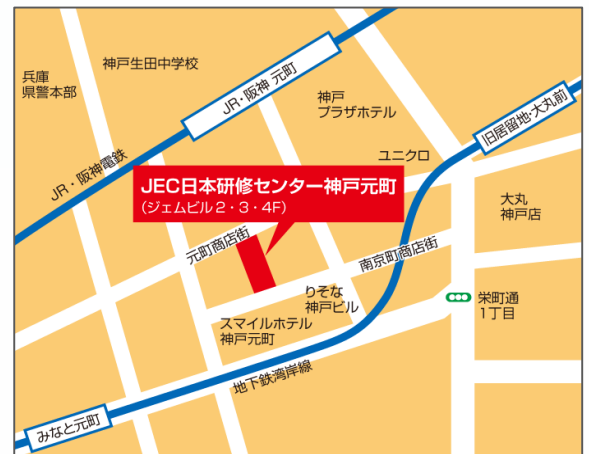 兵庫
県警本部
神戸生田中学校
JR・阪神 元町
神戸
プラザホテル
旧居留地・大丸前
JR・阪神電鉄
ユニクロ
JEC日本研修センター神戸元町
(ジェムビル2・3・4F)
大丸
神戸店
元町商店街
南京町商店街
りそな
神戸ビル
栄町通
1丁目
スマイルホテル
神戸元町
地下鉄湾岸線
みなと元町